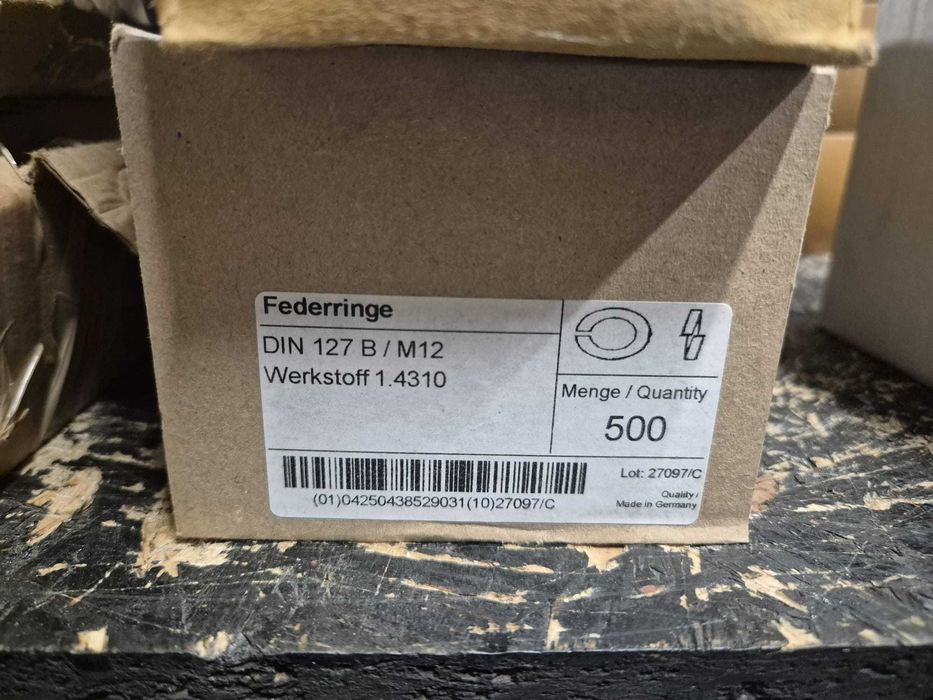 Federringe
DIN 127 B / M12
Werkstoff 1.4310
Menge / Quantity
500
(01)04250438529031(10)27097/C
Lot: 27097/C
Quality /
Made in Germany